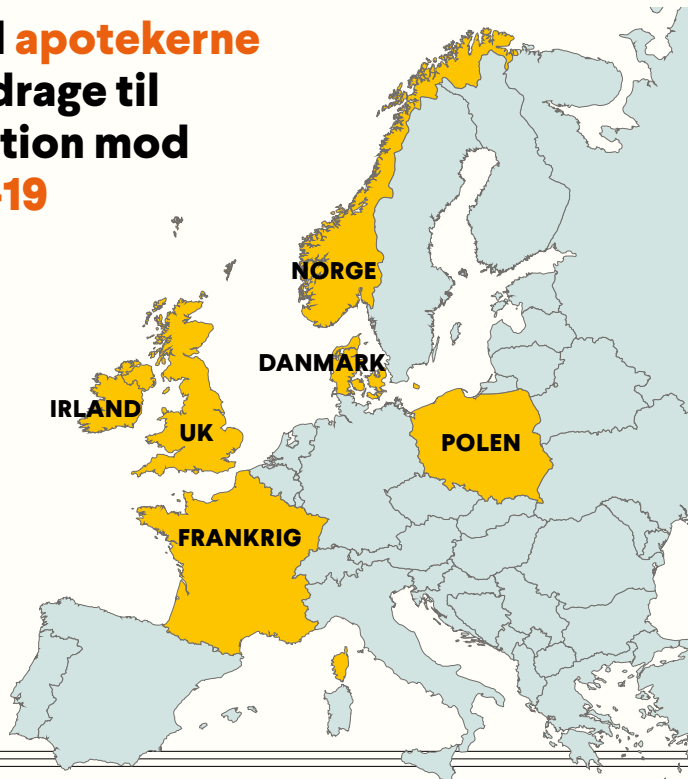 apotekerne
drage til
tion mod
-19
NORGE
DANMARK
IRLAND
UK
POLEN
FRANKRIG